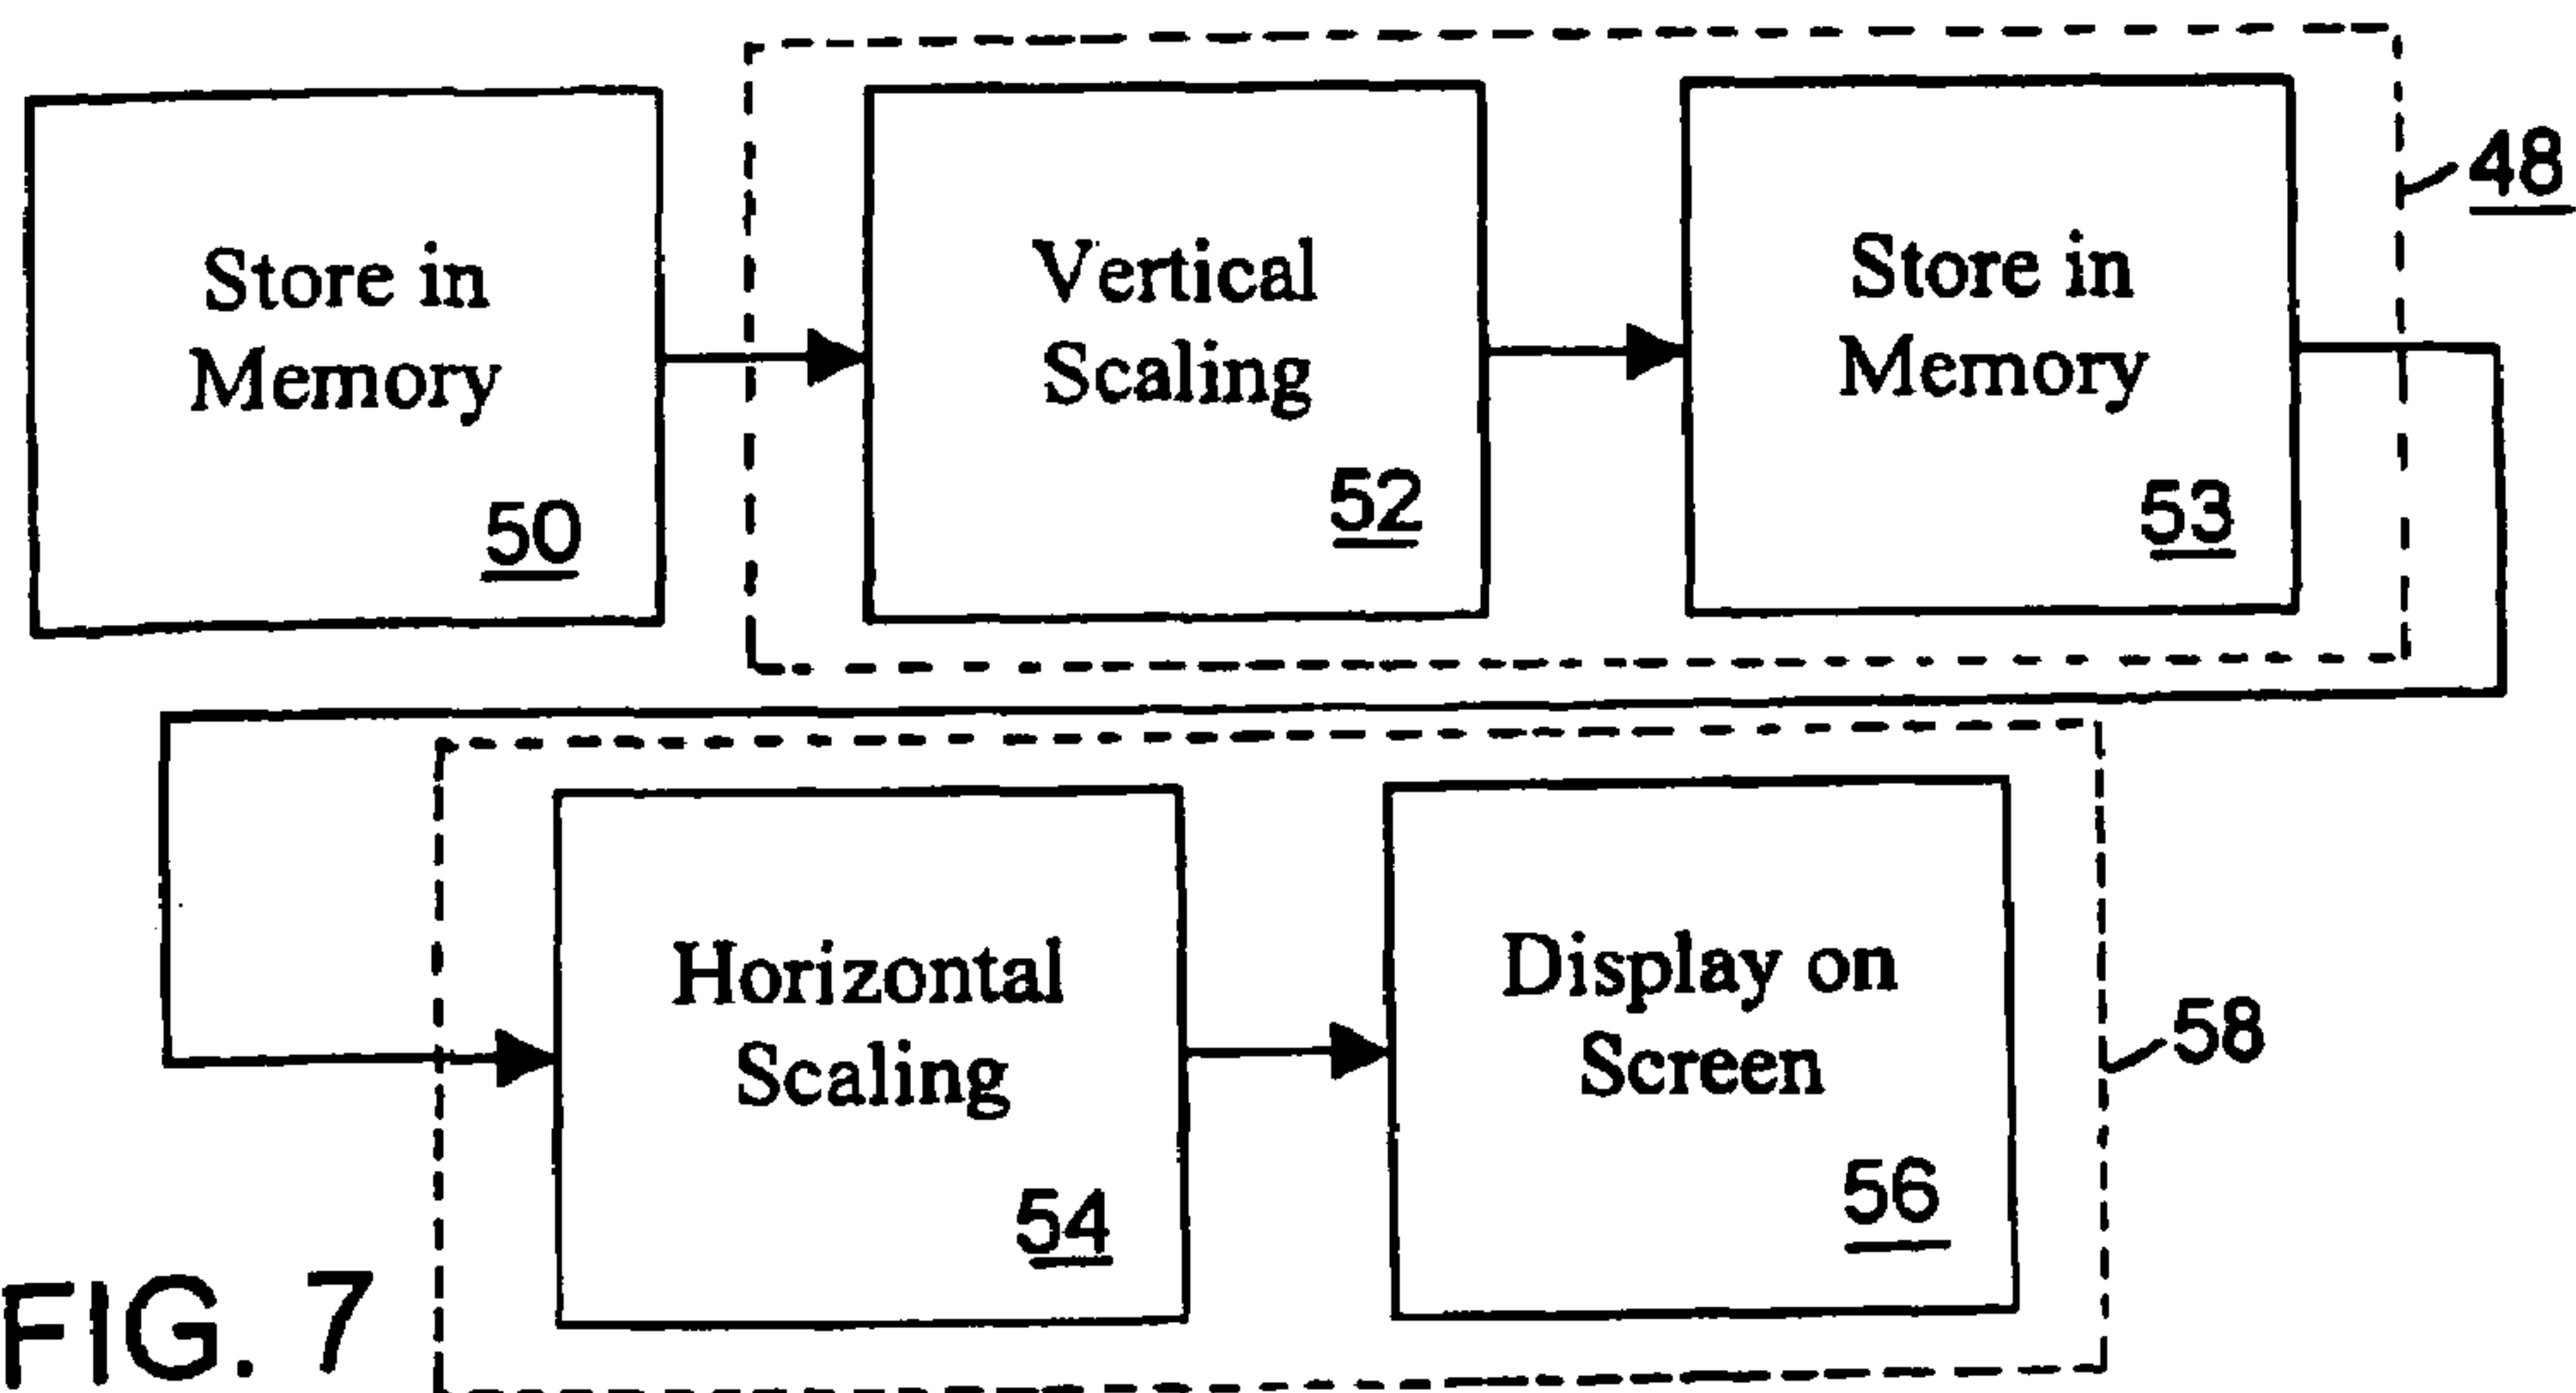 Store in
Memory
50
Vertical
Scaling
52
Store in
Memory
53
48
Horizontal
Scaling
54
Display on
Screen
56
58
FIG. 7